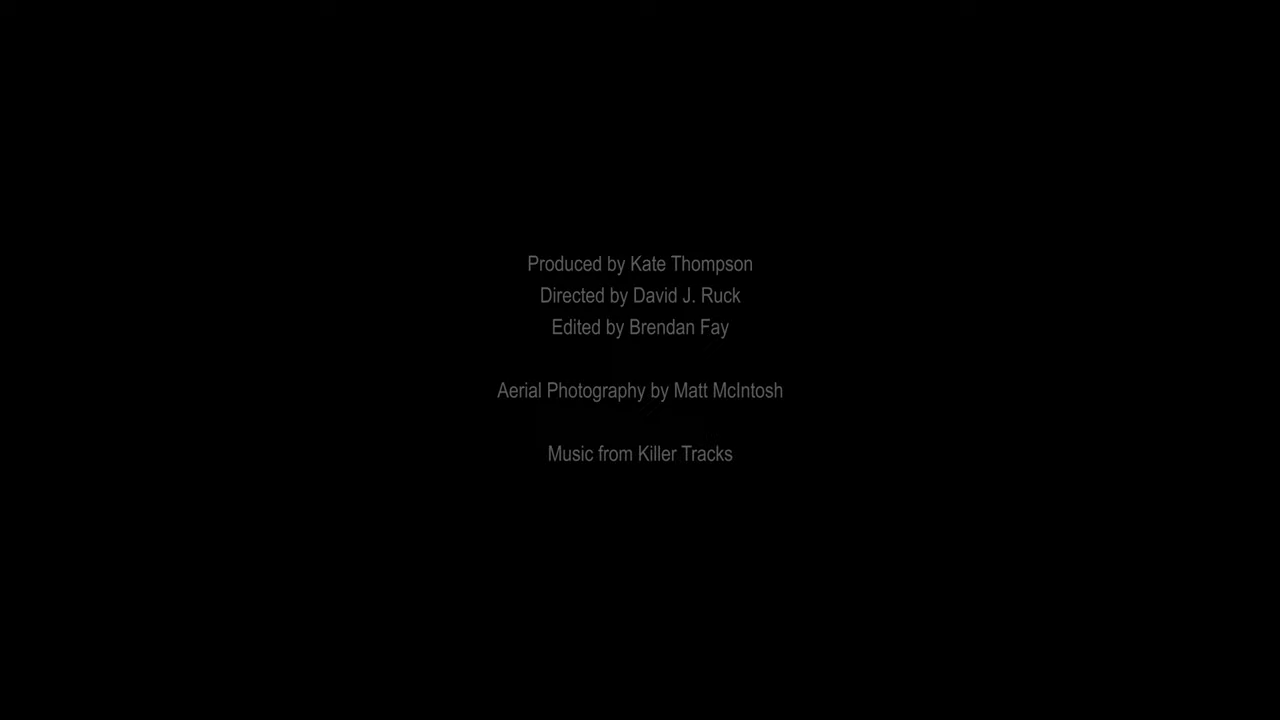 Produced by Kate Thompson
Directed by David J. Ruck
Edited by Brendan Fay
Aerial Photography by Matt McIntosh
Music from Killer Tracks